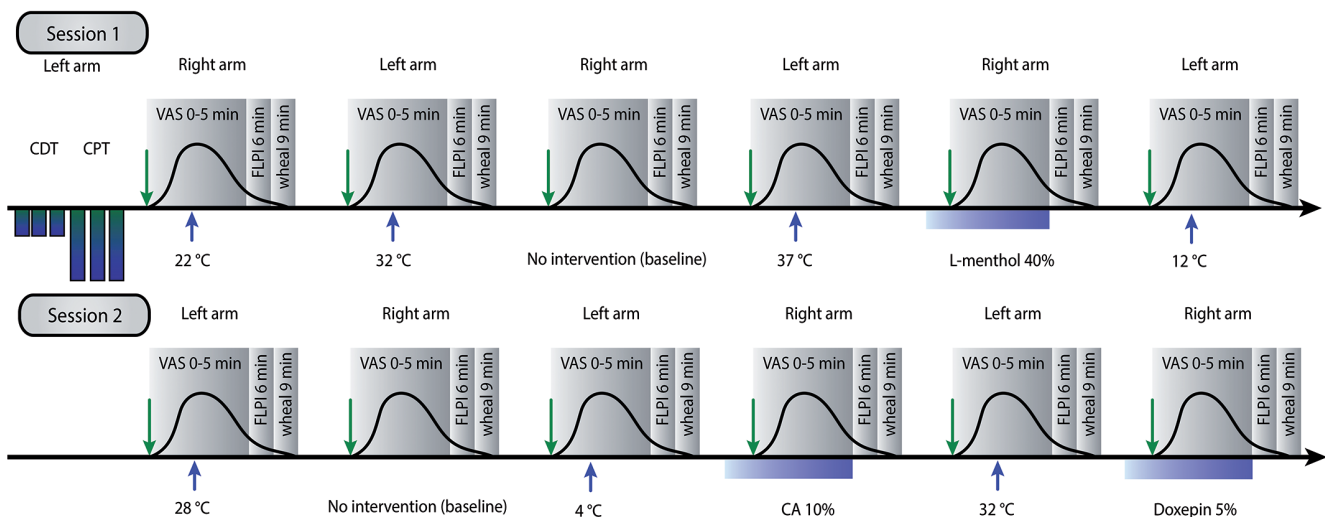 Session 1
Left arm
Right arm
Left arm
Right arm
Left arm
Right arm
Left arm
CDT
CPT
VAS 0-5 min
FLPI 6 min
wheal 9 min
VAS 0-5 min
FLPI 6 min
wheal 9 min
VAS 0-5 min
FLPI 6 min
wheal 9 min
VAS 0-5 min
FLPI 6 min
wheal 9 min
VAS 0-5 min
FLPI 6 min
wheal 9 min
VAS 0-5 min
FLPI 6 min
wheal 9 min
22 °C
32 °C
No intervention (baseline)
37 °C
L-menthol 40%
12 °C
Session 2
Left arm
Right arm
Left arm
Right arm
Left arm
Right arm
VAS 0-5 min
FLPI 6 min
wheal 9 min
VAS 0-5 min
FLPI 6 min
wheal 9 min
VAS 0-5 min
FLPI 6 min
wheal 9 min
VAS 0-5 min
FLPI 6 min
wheal 9 min
VAS 0-5 min
FLPI 6 min
wheal 9 min
VAS 0-5 min
FLPI 6 min
wheal 9 min
28 °C
No intervention (baseline)
4 °C
CA 10%
32 °C
Doxepin 5%